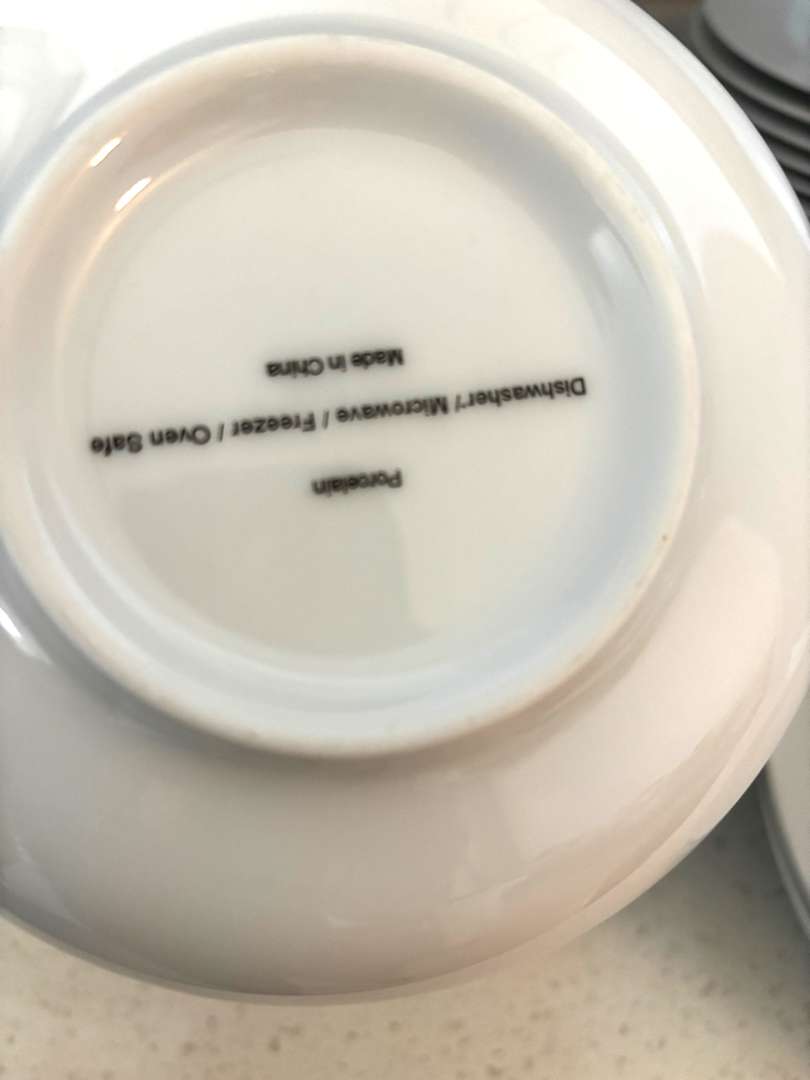 Porcelain
Dishwasher / Microwave / Freezer / Oven Safe
Made in China